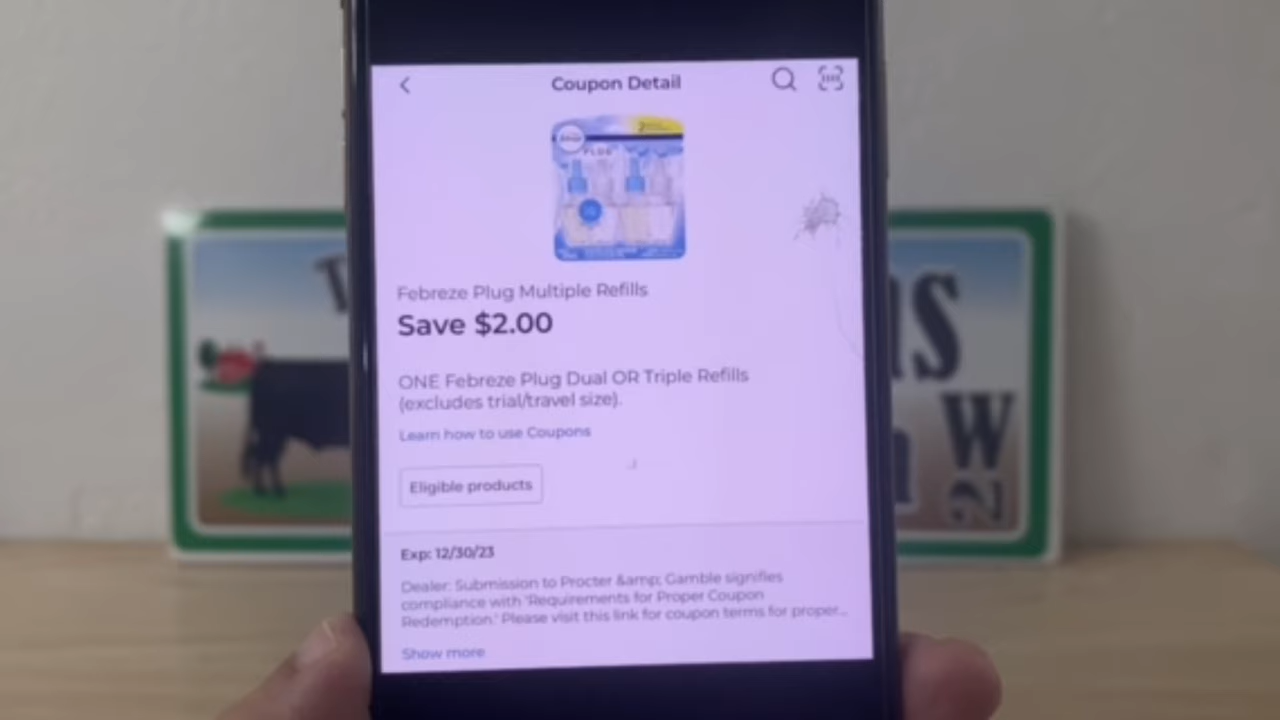 Coupon Detail
PLUG
Febreze Plug Multiple Refills
Save $2.00
ONE Febreze Plug Dual OR Triple Refills
(excludes trial/travel size).
Learn how to use Coupons
Eligible products
Exp: 12/30/23
Dealer: Submission to Procter &amp; Gamble signifies
compliance with 'Requirements for Proper Coupon
Redemption.' Please visit this link for coupon terms for proper...
Show more
W